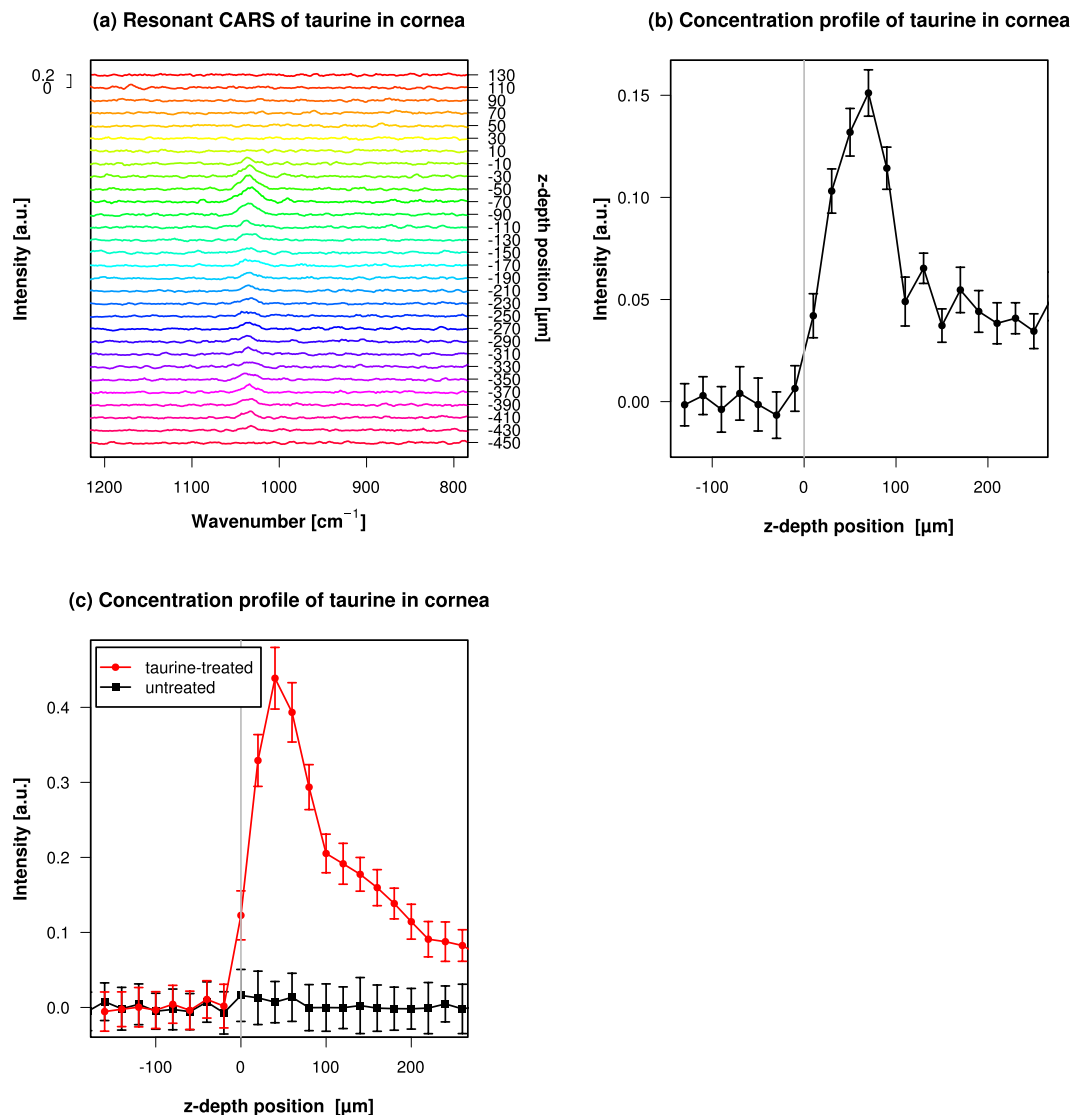 (a) Resonant CARS of taurine in cornea
0.2
0
Intensity [a.u.]
130
110
90
70
50
30
10
-10
-30
-50
-70
-90
-110
-130
-150
-170
-190
-210
-230
-250
-270
-290
-310
-330
-350
-370
-390
-410
-430
-450
z-depth position [µm]
1200 1100 1000 900 800
Wavenumber [cm⁻¹]
(b) Concentration profile of taurine in cornea
Intensity [a.u.]
0.15
0.10
0.05
0.00
-100 0 100 200
z-depth position [µm]
(c) Concentration profile of taurine in cornea
taurine-treated
untreated
Intensity [a.u.]
0.4
0.3
0.2
0.1
0.0
-100 0 100 200
z-depth position [µm]